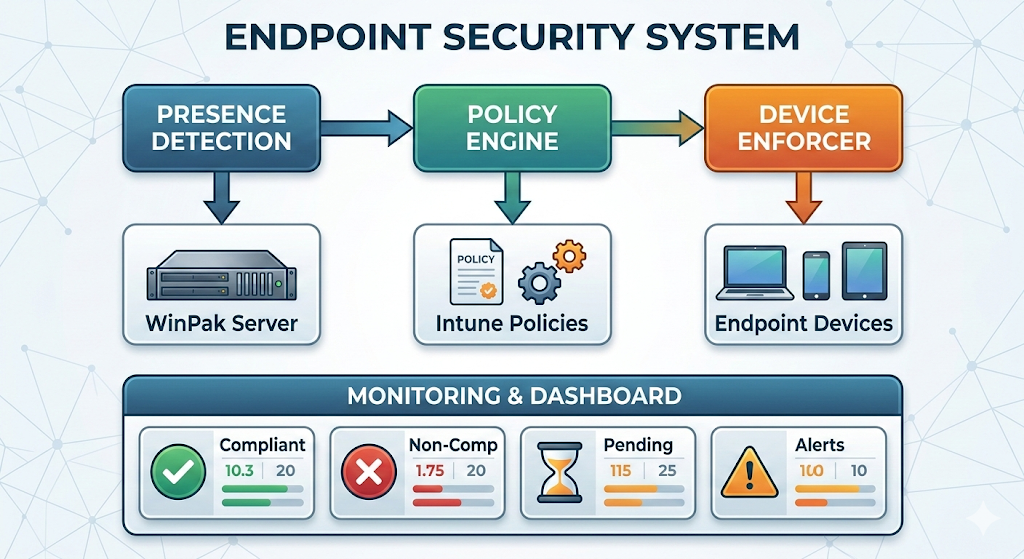 ENDPOINT SECURITY SYSTEM
PRESENCE
DETECTION
POLICY
ENGINE
DEVICE
ENFORCER
WinPak Server
POLICY
Intune Policies
Endpoint Devices
MONITORING & DASHBOARD
Compliant
10.3 | 20
Non-Comp
1.75 | 20
Pending
115 | 25
Alerts
10